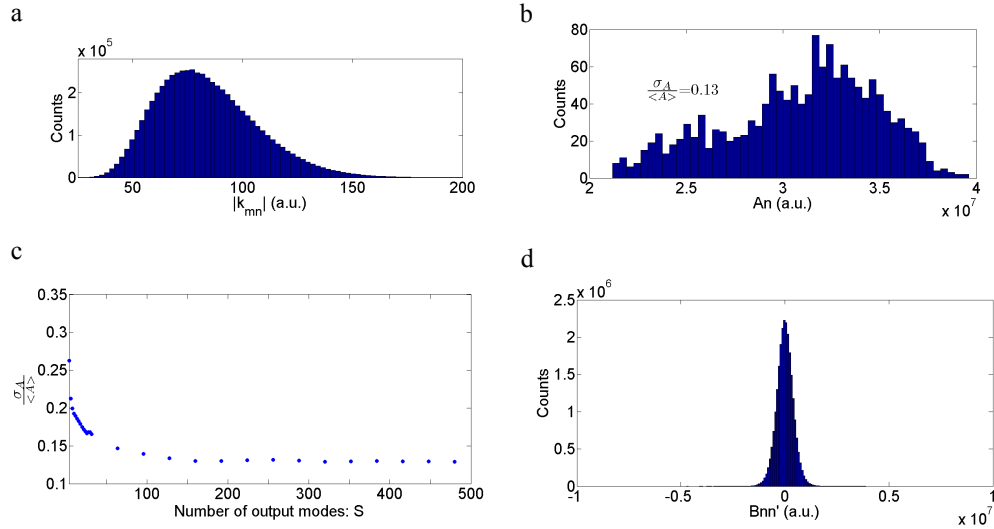 a
x 10^5
Counts
2
1
0
50
100
150
200
|k_mn| (a.u.)
b
80
60
40
20
0
Counts
σ_A/<A>=0.13
2
2.5
3
3.5
4
x 10^7
An (a.u.)
c
0.35
0.3
0.25
0.2
0.15
0.1
σ_A/<A>
100
200
300
400
500
Number of output modes: S
d
x 10^6
2.5
2
1.5
1
0.5
0
Counts
-1
-0.5
0
0.5
1
x 10^7
Bnn' (a.u.)